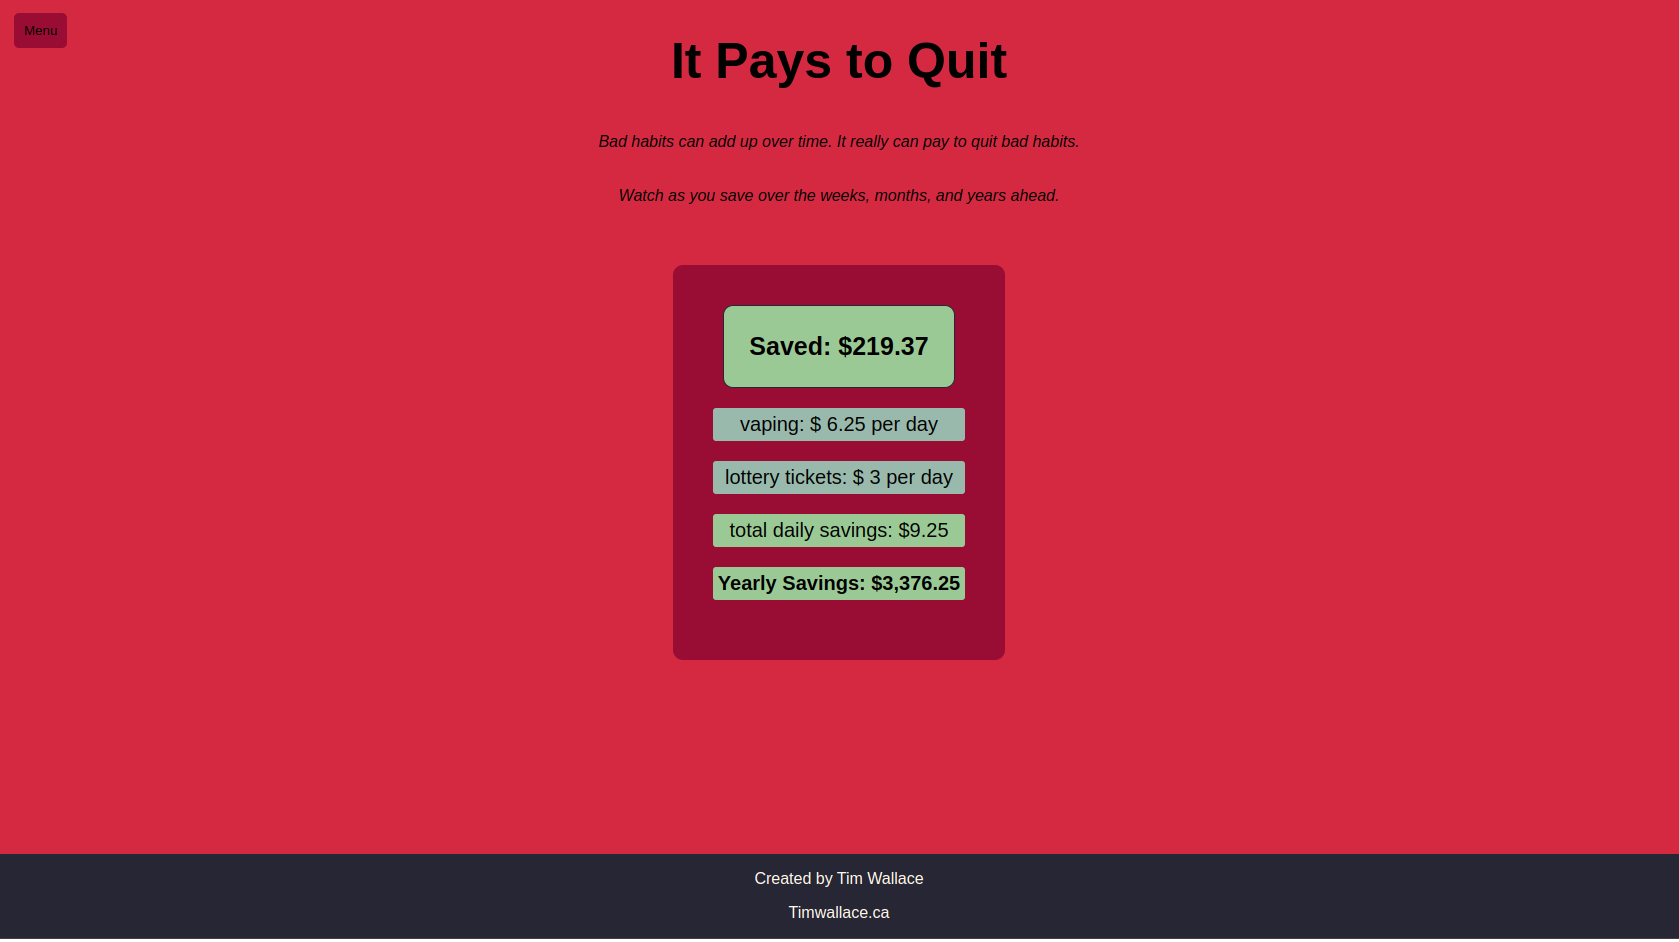 Menu
It Pays to Quit
Bad habits can add up over time. It really can pay to quit bad habits.
Watch as you save over the weeks, months, and years ahead.
Saved: $219.37
vaping: $ 6.25 per day
lottery tickets: $ 3 per day
total daily savings: $9.25
Yearly Savings: $3,376.25
Created by Tim Wallace
Timwallace.ca